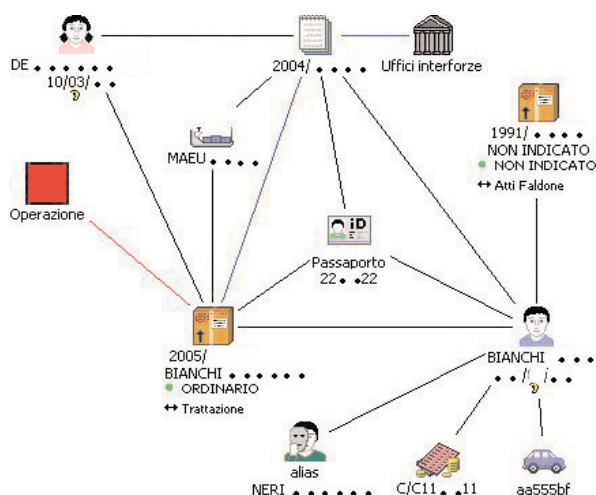 DE • • • • • •
10/03/ • •
2004/ • • • •
Uffici interforze
1991/ • • • •
NON INDICATO
NON INDICATO
↔ Atti Faldone
MAEU • • • •
Operazione
iD
Passaporto
22 • • 22
2005/
BIANCHI • • • • • •
ORDINARIO
↔ Trattazione
BIANCHI • • •
alias
NERI • • • • • •
C/C11 • • 11
aa555bf